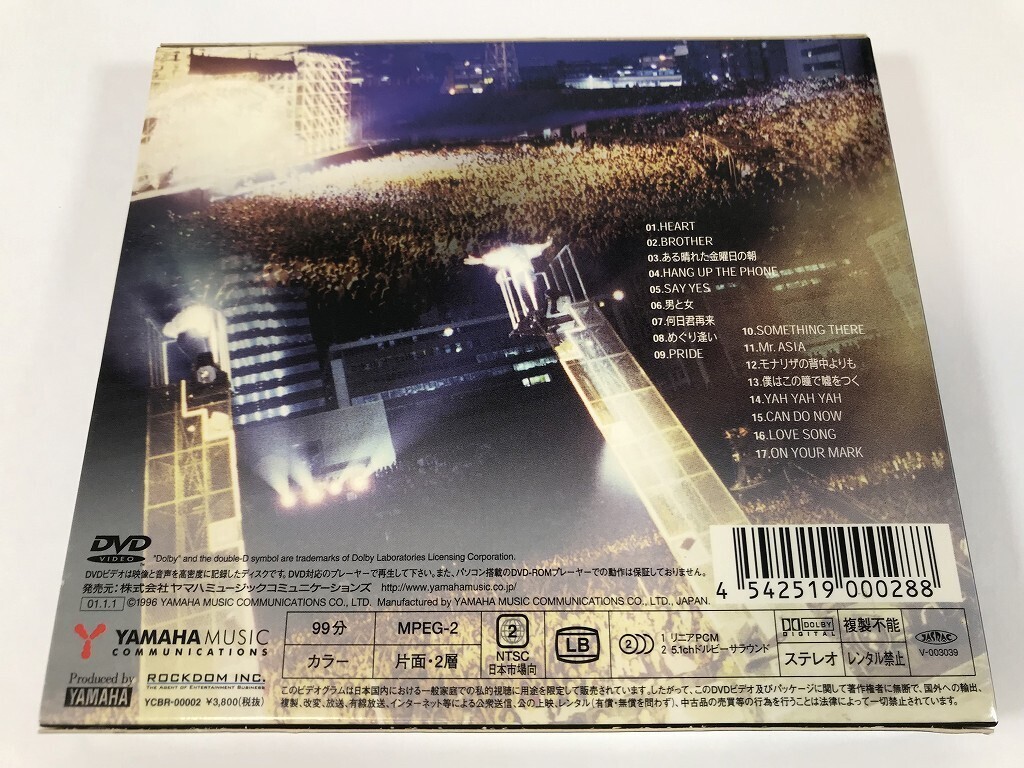 01.HEART
02.BROTHER
03.ある晴れた金曜日の朝
04.HANG UP THE PHONE
05.SAY YES
06.男と女
07.何日君再来
08.めぐり逢い
09.PRIDE
10.SOMETHING THERE
11.Mr. ASIA
12.モナリザの背中よりも
13.僕はこの瞳で嘘をつく
14.YAH YAH YAH
15.CAN DO NOW
16.LOVE SONG
17.ON YOUR MARK
DVD
VIDEO
"Dolby" and the double-D symbol are trademarks of Dolby Laboratories Licensing Corporation.
DVDビデオは映像と音声を高密度に記録したディスクです。DVD対応のプレーヤーで再生して下さい。また、パソコン搭載のDVD-ROMプレーヤーでの動作は保証しておりません。
発売元:株式会社ヤマハミュージックコミュニケーションズ http://www.yamahamusic.co.jp/
01.1.1 ©1996 YAMAHA MUSIC COMMUNICATIONS CO., LTD. Manufactured by YAMAHA MUSIC COMMUNICATIONS CO., LTD., JAPAN.
4 542519 000288
YAMAHA MUSIC
COMMUNICATIONS
Produced by
YAMAHA
ROCKDOM INC.
THE AGENT OF ENTERTAINMENT BUSINESS
YCBR-00002 ¥3,800(税抜)
99分
カラー
MPEG-2
片面・2層
2
NTSC
日本市場向
LB
2
1 リニアPCM
2 5.1chドルビーサラウンド
DOLBY
DIGITAL
ステレオ
複製不能
レンタル禁止
JASRAC
V-003039
このビデオグラムは日本国内における一般家庭での私的視聴に用途を限定して販売されています。したがって、このDVDビデオ及びパッケージに関して著作権者に無断で、国外への輸出、
複製、改変、放送、有線放送、インターネット等による公衆送信、公の上映、レンタル(有償・無償を問わず)、中古品の売買等の行為を行うことは法律によって一切禁止されています。